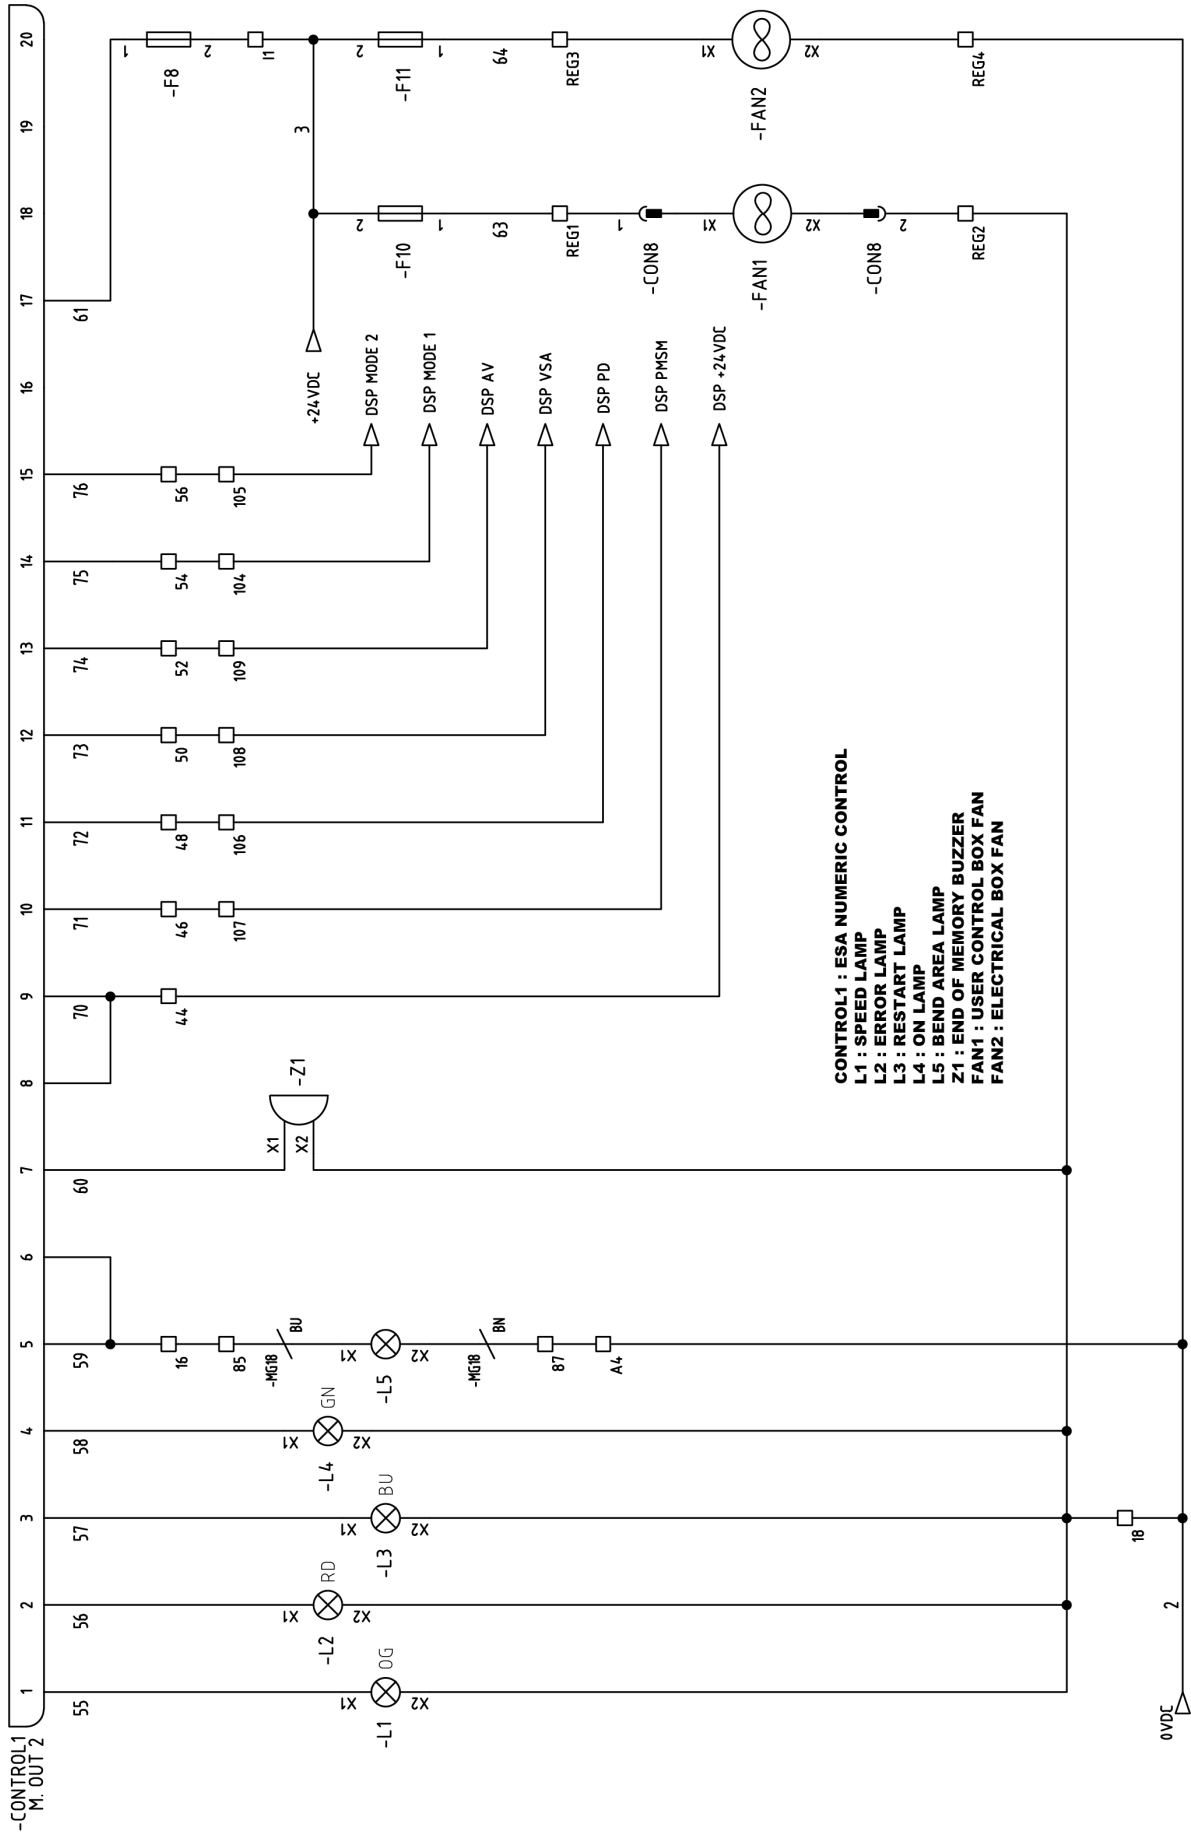 -CONTROL1
M. OUT 2
1
2
3
4
5
6
7
8
9
10
11
12
13
14
15
16
17
18
19
20
55
56
57
58
59
60
70
71
72
73
74
75
76
61
X1
-L1
OG
X2
X1
-L2
RD
X2
X1
-L3
BU
X2
X1
-L4
GN
X2
16
85
-MG18
BU
X1
-L5
X2
-MG18
BN
87
A4
X1
X2
-Z1
44
46
107
48
106
50
108
52
109
54
104
56
105
DSP MODE 2
DSP MODE 1
DSP AV
DSP VSA
DSP PD
DSP PMSM
DSP +24VDC
+24VDC
3
1
-F8
2
I1
2
-F10
1
63
REG1
1
-CON8
X1
-FAN1
X2
-CON8
2
REG2
2
-F11
1
64
REG3
X1
-FAN2
X2
REG4
18
0VDC
2
CONTROL1 : ESA NUMERIC CONTROL
L1 : SPEED LAMP
L2 : ERROR LAMP
L3 : RESTART LAMP
L4 : ON LAMP
L5 : BEND AREA LAMP
Z1 : END OF MEMORY BUZZER
FAN1 : USER CONTROL BOX FAN
FAN2 : ELECTRICAL BOX FAN